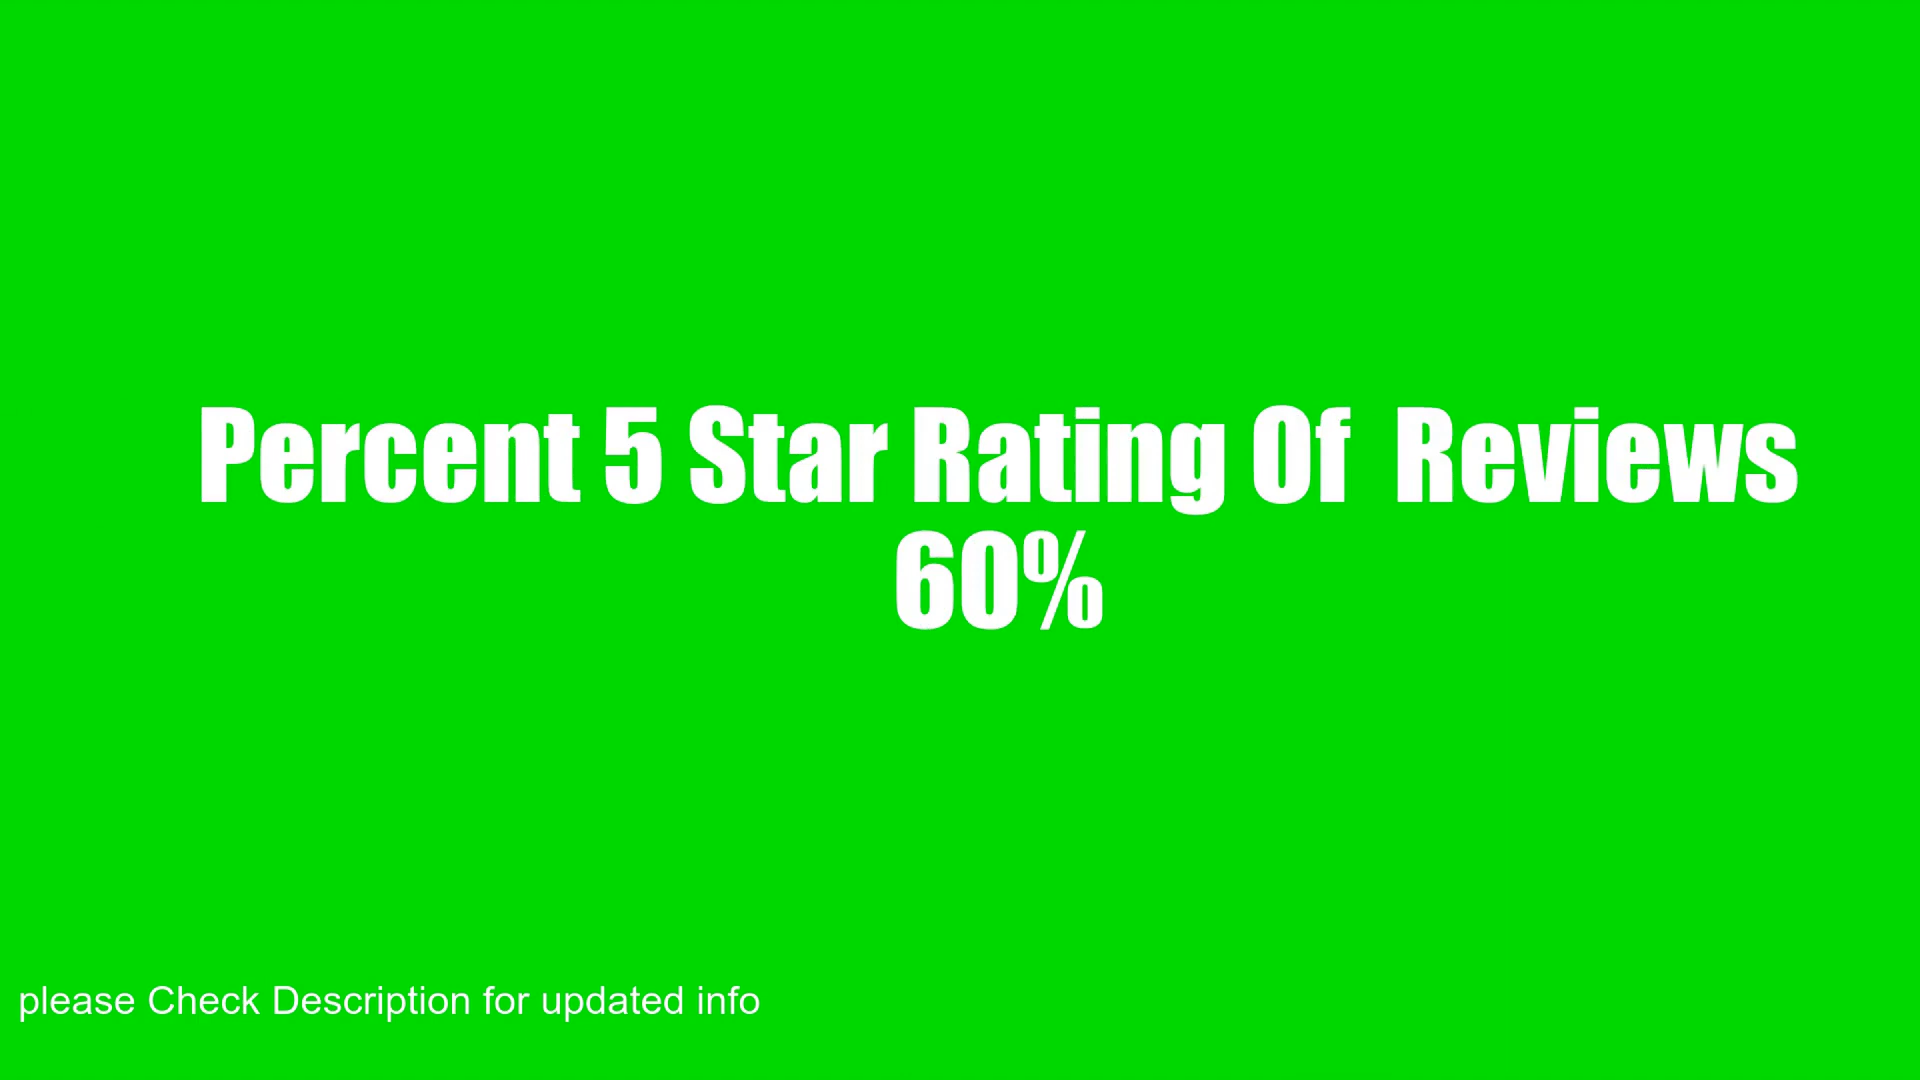 Percent 5 Star Rating Of  Reviews
60%
please Check Description for updated info